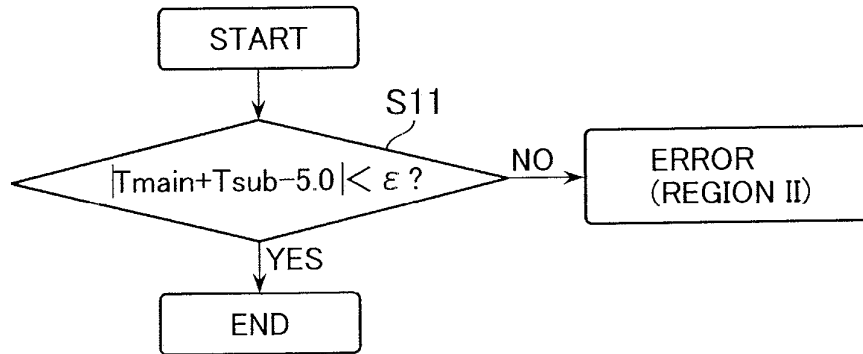 START
S11
|Tmain+Tsub-5.0|< ε?
NO
ERROR
(REGION II)
YES
END